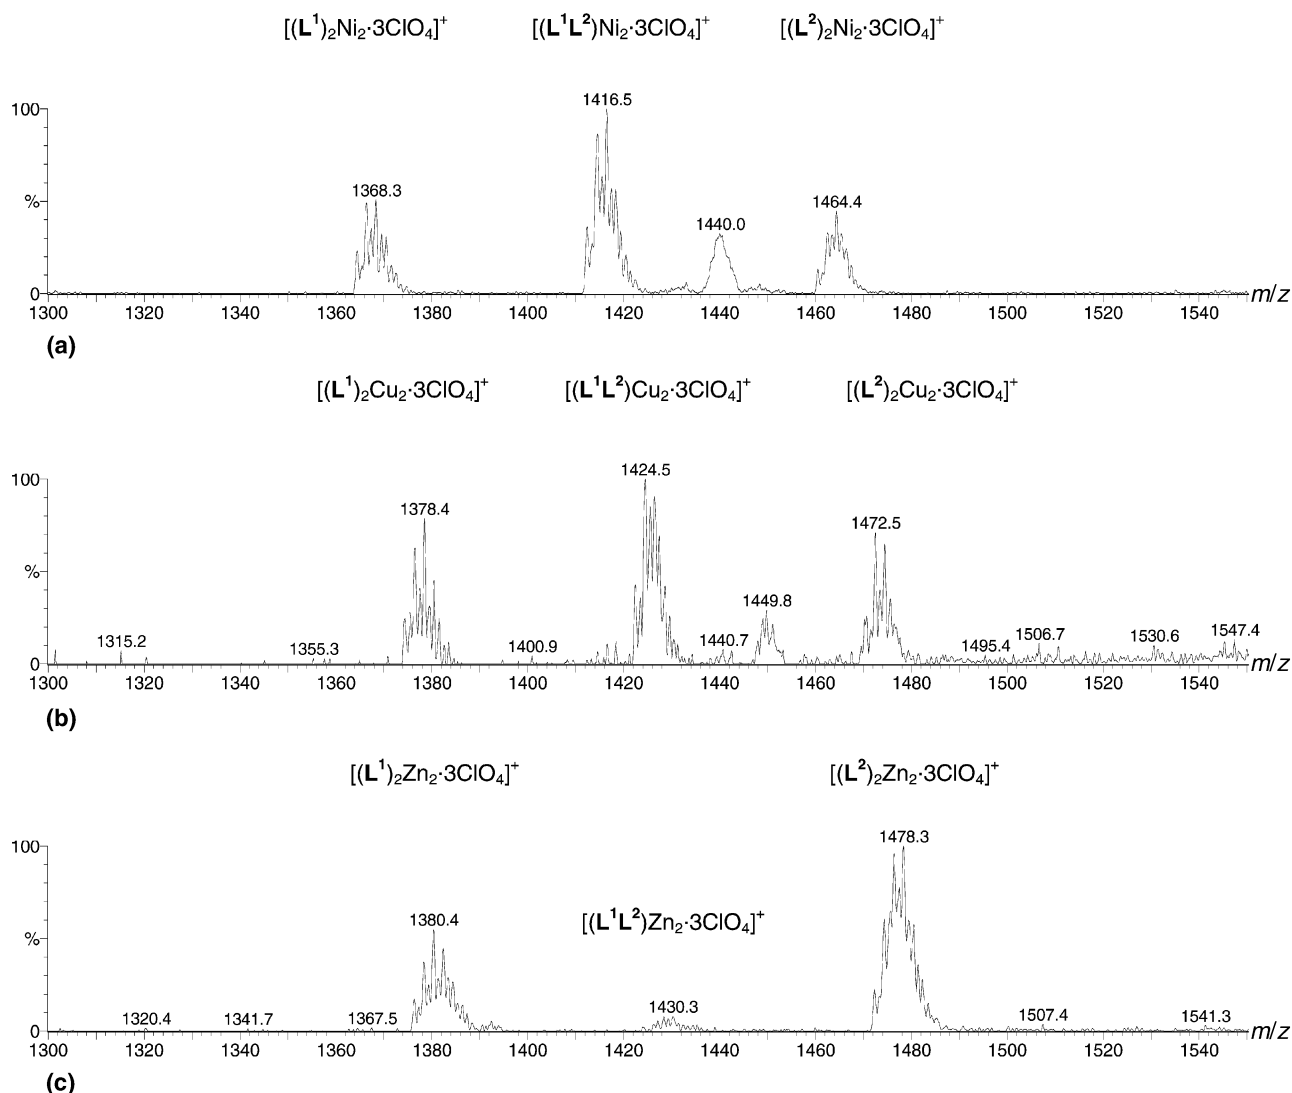 [(L¹)₂Ni₂·3ClO₄]⁺ [(L¹L²)Ni₂·3ClO₄]⁺ [(L²)₂Ni₂·3ClO₄]⁺
100
1416.5
1368.3
%
1464.4
1440.0
0
m/z
1300 1320 1340 1360 1380 1400 1420 1440 1460 1480 1500 1520 1540
(a)
[(L¹)₂Cu₂·3ClO₄]⁺ [(L¹L²)Cu₂·3ClO₄]⁺ [(L²)₂Cu₂·3ClO₄]⁺
100
1424.5
1378.4
1472.5
%
1449.8
1315.2 1355.3 1400.9 1440.7 1495.4 1506.7 1530.6 1547.4
0
m/z
1300 1320 1340 1360 1380 1400 1420 1440 1460 1480 1500 1520 1540
(b)
[(L¹)₂Zn₂·3ClO₄]⁺ [(L²)₂Zn₂·3ClO₄]⁺
100
1478.3
1380.4 [(L¹L²)Zn₂·3ClO₄]⁺
%
1320.4 1341.7 1367.5 1430.3 1507.4 1541.3
0
m/z
1300 1320 1340 1360 1380 1400 1420 1440 1460 1480 1500 1520 1540
(c)